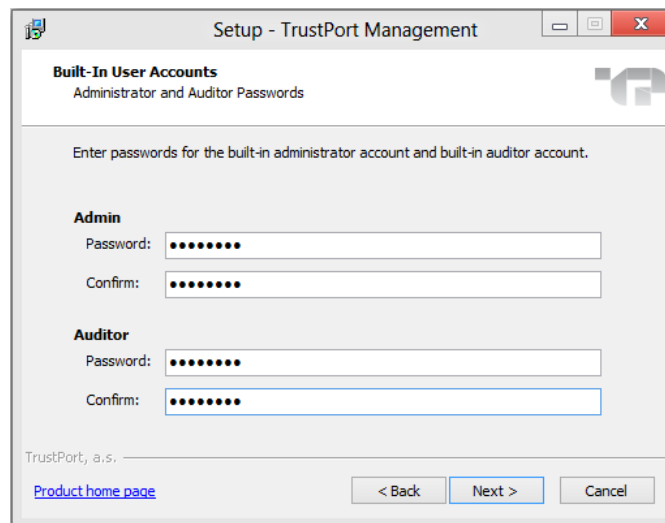 Setup - TrustPort Management
Built-In User Accounts
Administrator and Auditor Passwords
Enter passwords for the built-in administrator account and built-in auditor account.
Admin
Password: ••••••••
Confirm: ••••••••
Auditor
Password: ••••••••
Confirm: ••••••••
TrustPort, a.s.
Product home page < Back Next > Cancel